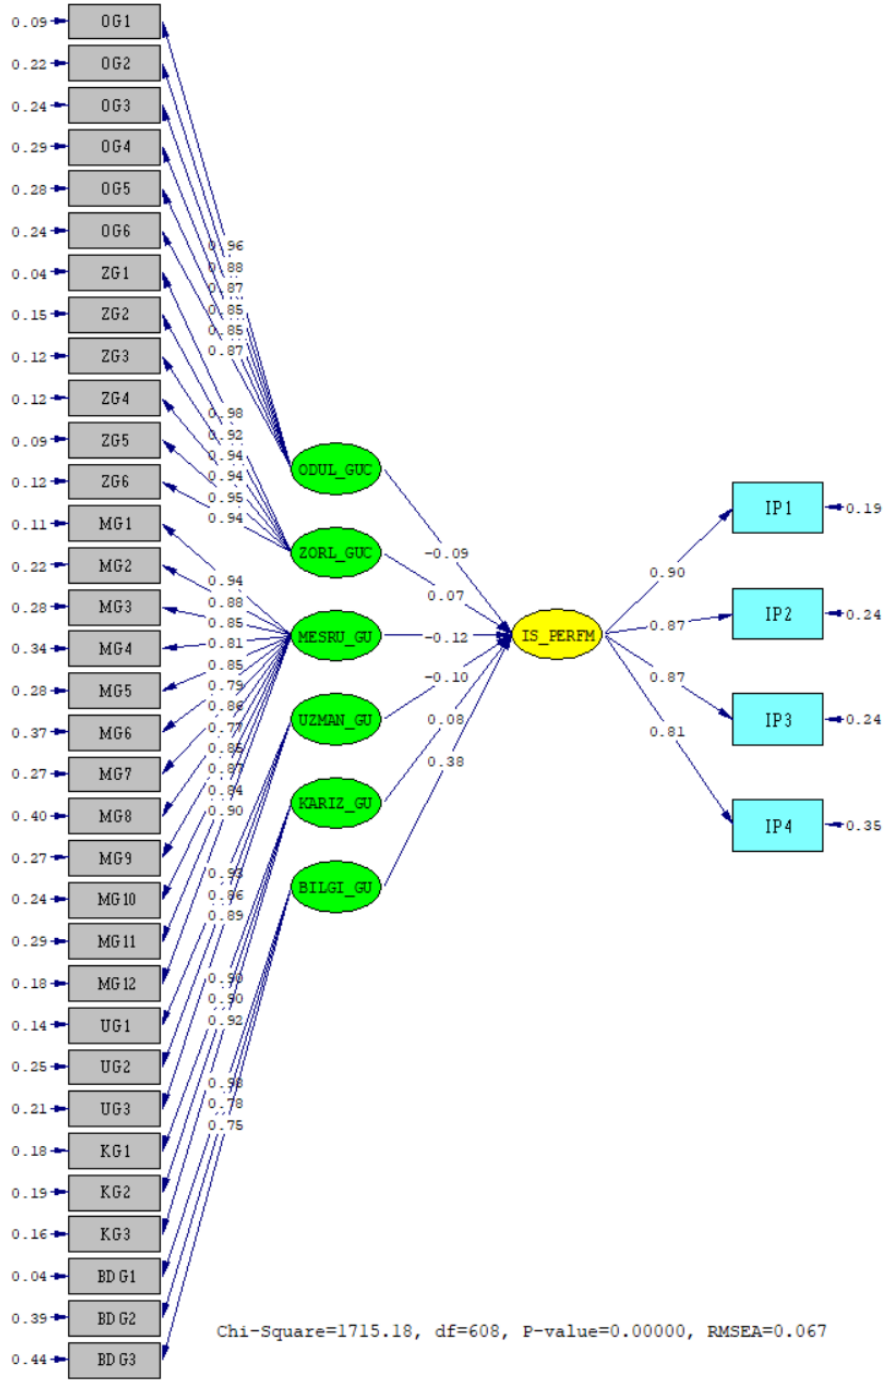 0.09 OG1
0.22 OG2
0.24 OG3
0.29 OG4
0.28 OG5
0.24 OG6
0.04 ZG1
0.15 ZG2
0.12 ZG3
0.12 ZG4
0.09 ZG5
0.12 ZG6
0.11 MG1
0.22 MG2
0.28 MG3
0.34 MG4
0.28 MG5
0.37 MG6
0.27 MG7
0.40 MG8
0.27 MG9
0.24 MG10
0.29 MG11
0.18 MG12
0.14 UG1
0.25 UG2
0.21 UG3
0.18 KG1
0.19 KG2
0.16 KG3
0.04 BDG1
0.39 BDG2
0.44 BDG3
0.96
0.88
0.87
0.85
0.85
0.87
0.98
0.92
0.94
0.94
0.95
0.94
0.94
0.88
0.85
0.81
0.85
0.79
0.86
0.77
0.85
0.87
0.84
0.90
0.93
0.86
0.89
0.90
0.90
0.92
0.98
0.78
0.75
ODUL_GUC
ZORL_GUC
MESRU_GU
UZMAN_GU
KARIZ_GU
BILGI_GU
-0.09
0.07
-0.12
-0.10
0.08
0.38
IS_PERFM
0.90
0.87
0.87
0.81
IP1 0.19
IP2 0.24
IP3 0.24
IP4 0.35
Chi-Square=1715.18, df=608, P-value=0.00000, RMSEA=0.067